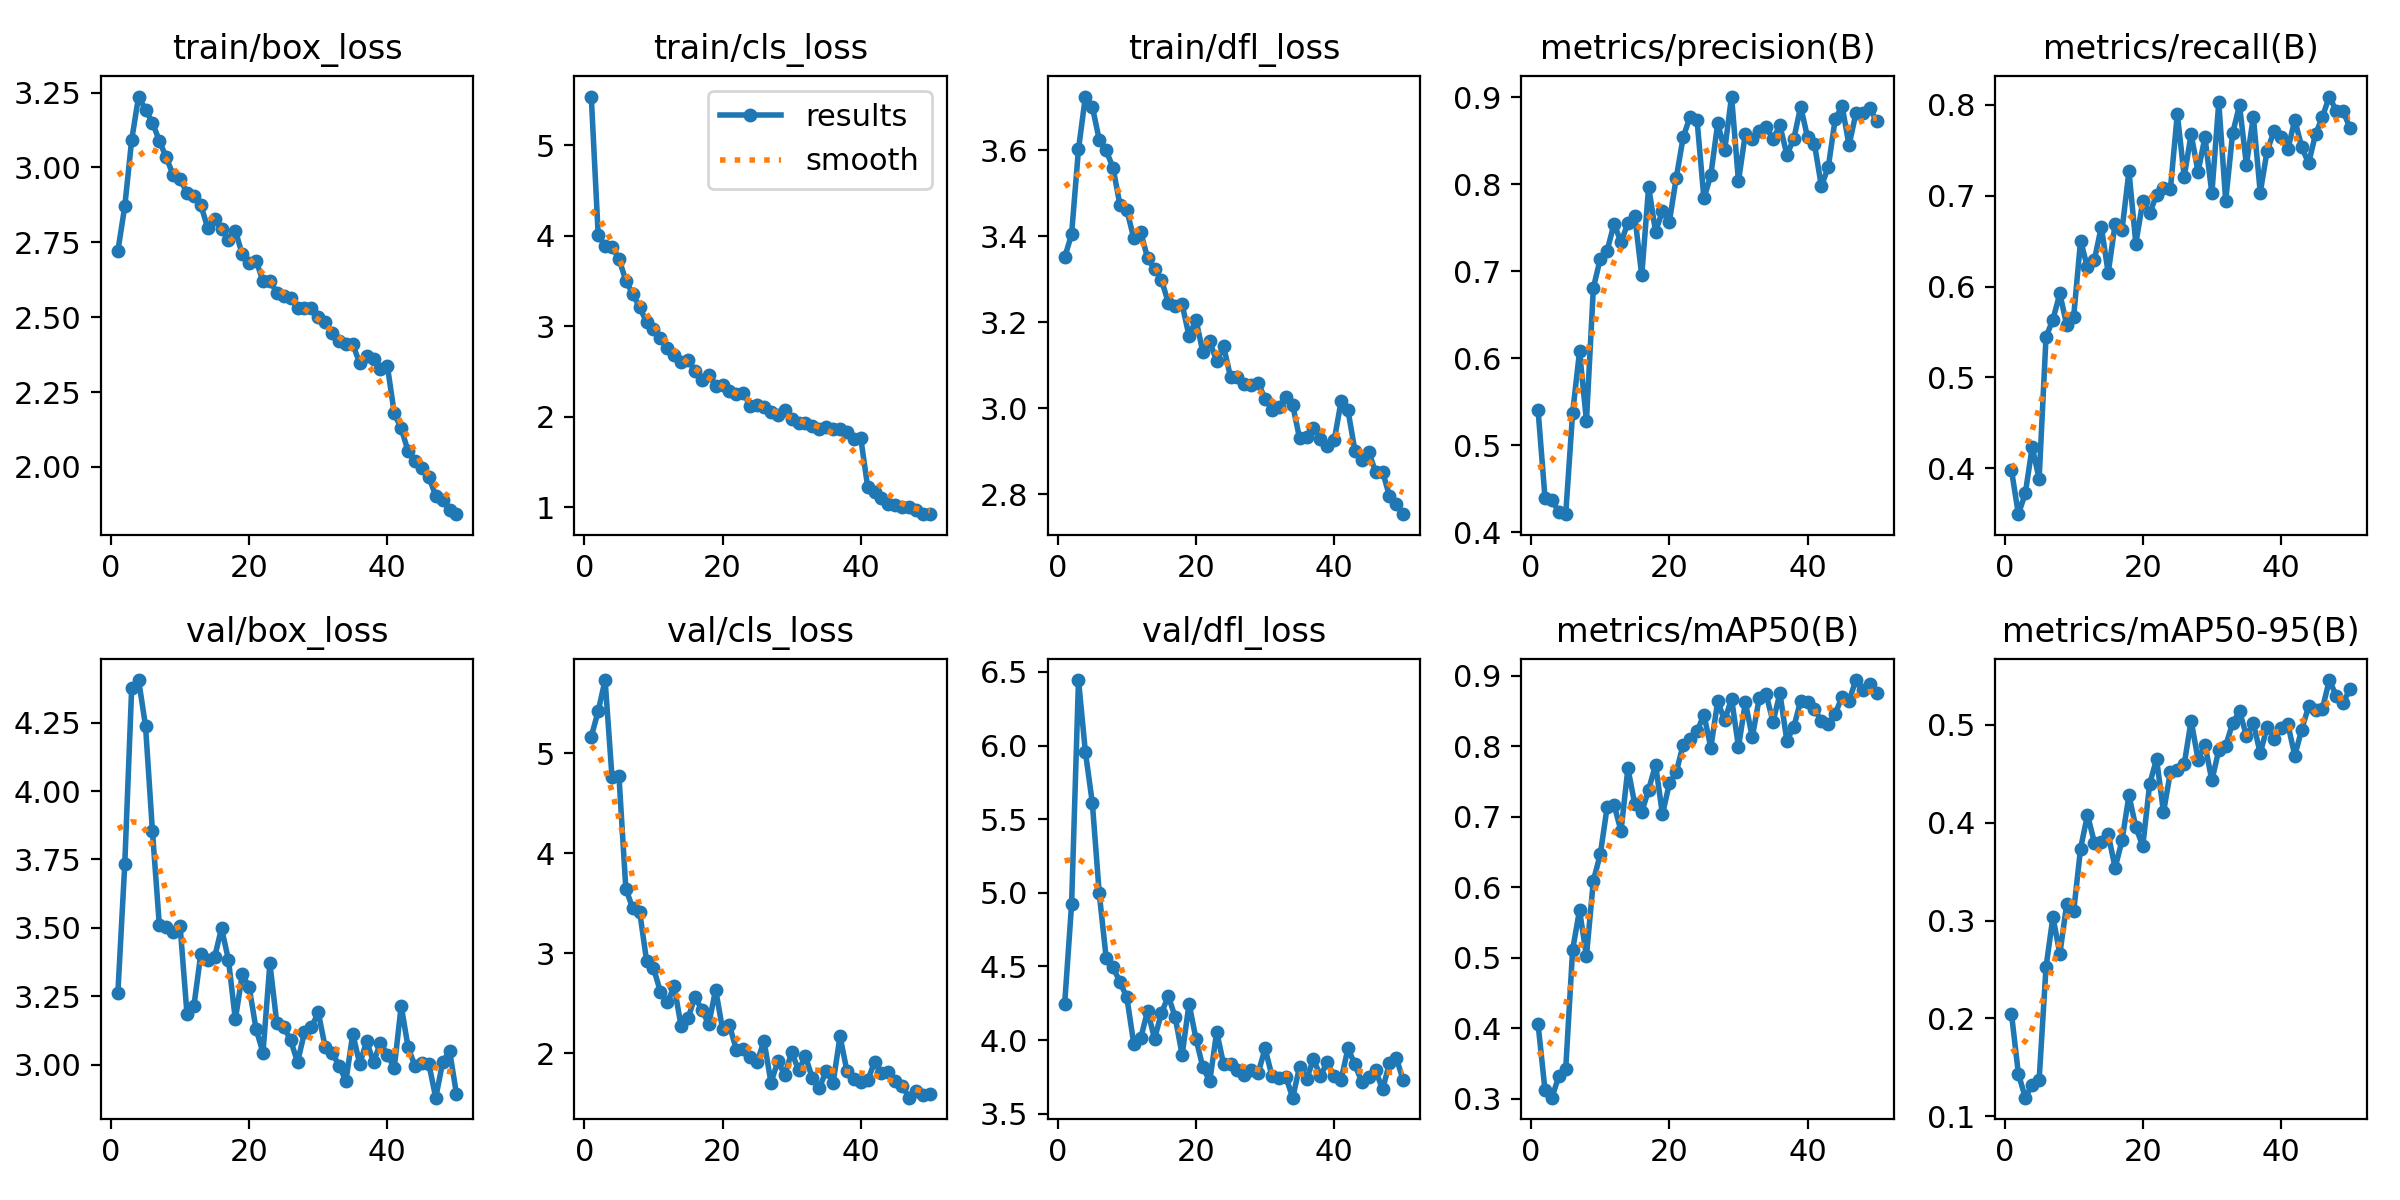 train/box_loss
3.25
3.00
2.75
2.50
2.25
2.00
0 20 40
train/cls_loss
results
smooth
5
4
3
2
1
0 20 40
train/dfl_loss
3.6
3.4
3.2
3.0
2.8
0 20 40
metrics/precision(B)
0.9
0.8
0.7
0.6
0.5
0.4
0 20 40
metrics/recall(B)
0.8
0.7
0.6
0.5
0.4
0 20 40
val/box_loss
4.25
4.00
3.75
3.50
3.25
3.00
0 20 40
val/cls_loss
5
4
3
2
0 20 40
val/dfl_loss
6.5
6.0
5.5
5.0
4.5
4.0
3.5
0 20 40
metrics/mAP50(B)
0.9
0.8
0.7
0.6
0.5
0.4
0.3
0 20 40
metrics/mAP50-95(B)
0.5
0.4
0.3
0.2
0.1
0 20 40